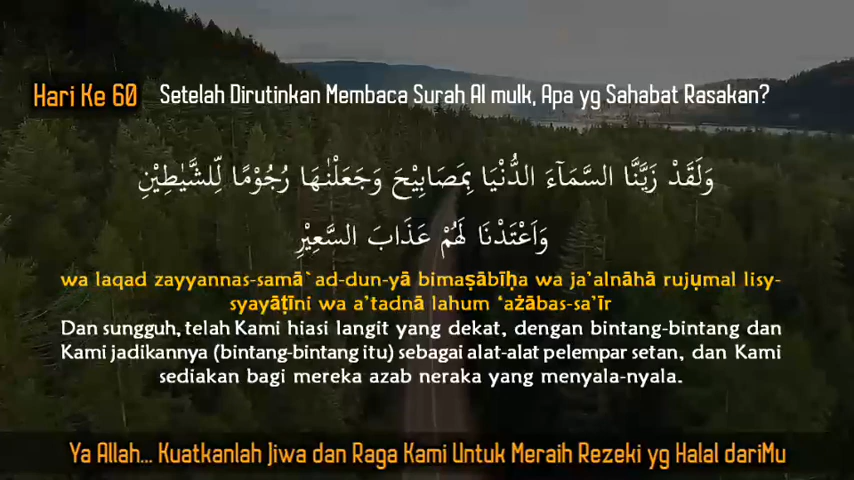 Hari Ke 60 Setelah Dirutinkan Membaca Surah Al mulk, Apa yg Sahabat Rasakan?
وَلَقَدْ زَيَّنَّا السَّمَاۤءَ الدُّنْيَا بِمَصَابِيْحَ وَجَعَلْنٰهَا رُجُوْمًا لِّلشَّيٰطِيْنِ
وَاَعْتَدْنَا لَهُمْ عَذَابَ السَّعِيْرِ
wa laqad zayyannas-samā`ad-dun-yā bimaṣābīḥa wa ja'alnāhā rujụmal lisy-
syayāṭīni wa a'tadnā lahum 'ażābas-sa'īr
Dan sungguh, telah Kami hiasi langit yang dekat, dengan bintang-bintang dan
Kami jadikannya (bintang-bintang itu) sebagai alat-alat pelempar setan, dan Kami
sediakan bagi mereka azab neraka yang menyala-nyala.
Ya Allah... Kuatkanlah Jiwa dan Raga Kami Untuk Meraih Rezeki yg Halal dariMu